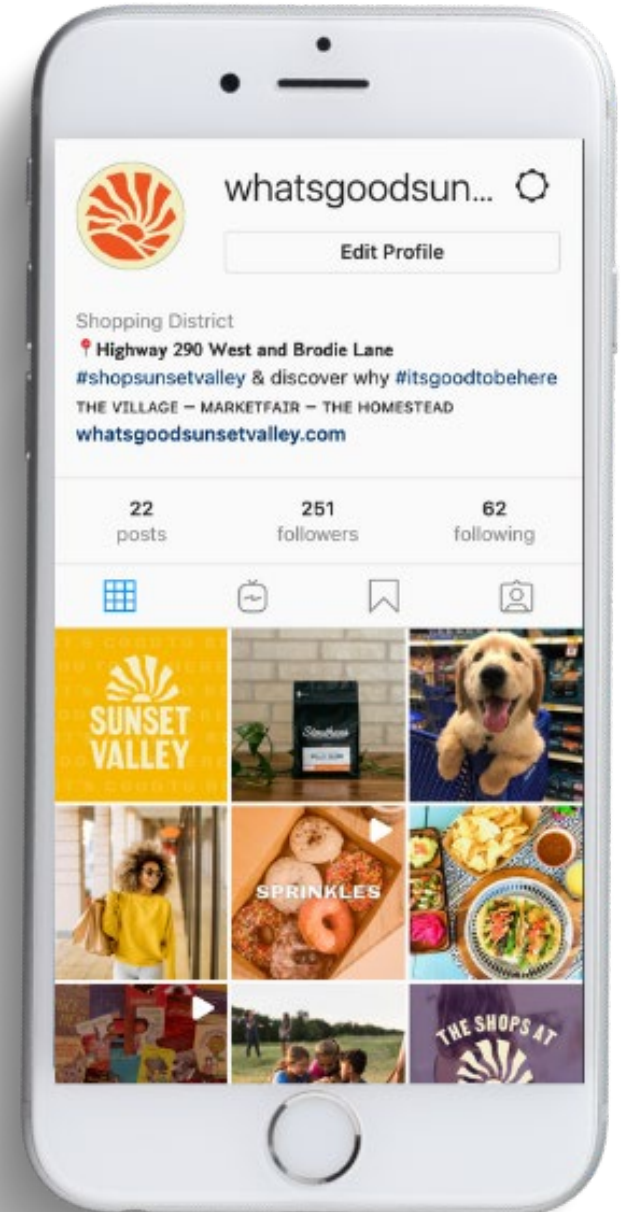 whatsgoodsun...
Edit Profile
Shopping District
Highway 290 West and Brodie Lane
#shopsunsetvalley & discover why #itsgoodtobehere
THE VILLAGE – MARKETFAIR – THE HOMESTEAD
whatsgoodsunsetvalley.com
22 251 62
posts followers following
SUNSET
VALLEY
SPRINKLES
THE SHOPS AT